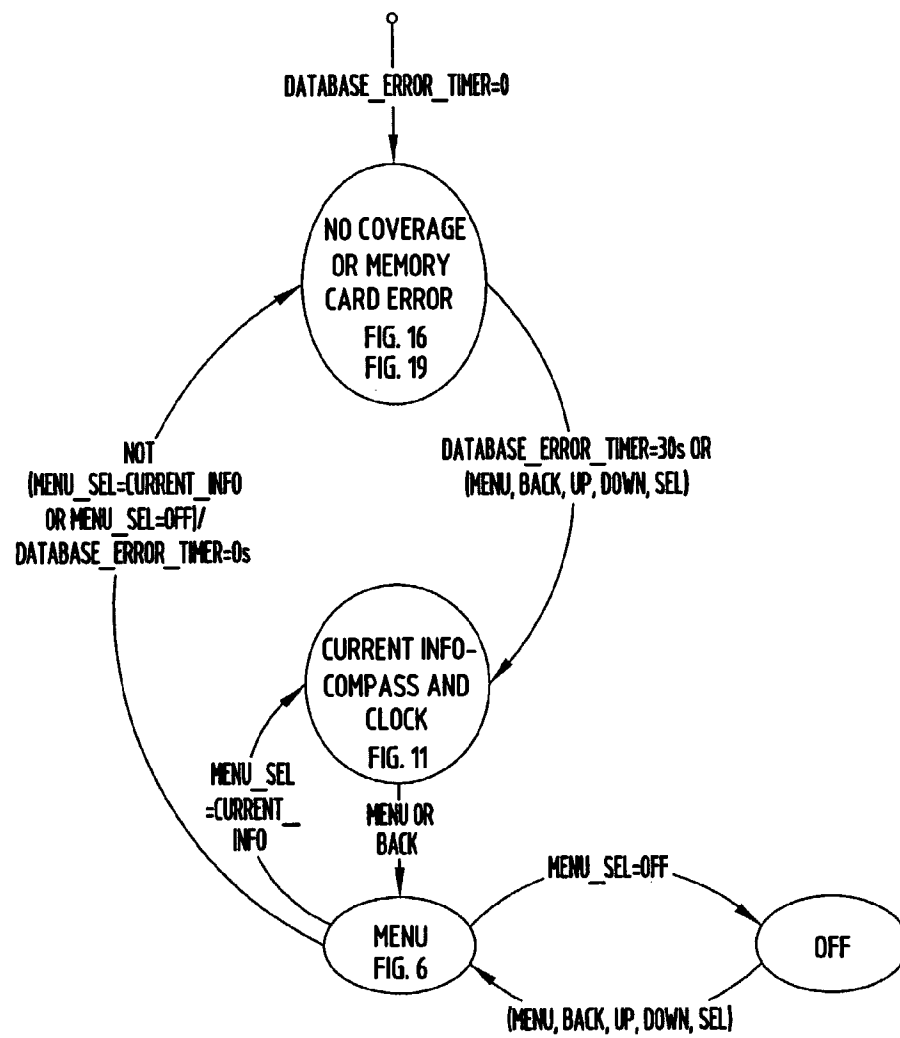 DATABASE_ERROR_TIMER=0
NO COVERAGE
OR MEMORY
CARD ERROR
FIG. 16
FIG. 19
NOT
(MENU_SEL=CURRENT_INFO
OR MENU_SEL=OFF)/
DATABASE_ERROR_TIMER=0s
DATABASE_ERROR_TIMER=30s OR
(MENU, BACK, UP, DOWN, SEL)
CURRENT INFO-
COMPASS AND
CLOCK
FIG. 11
MENU_SEL
=CURRENT_
INFO
MENU OR
BACK
MENU_SEL=OFF
MENU
FIG. 6
OFF
(MENU, BACK, UP, DOWN, SEL)